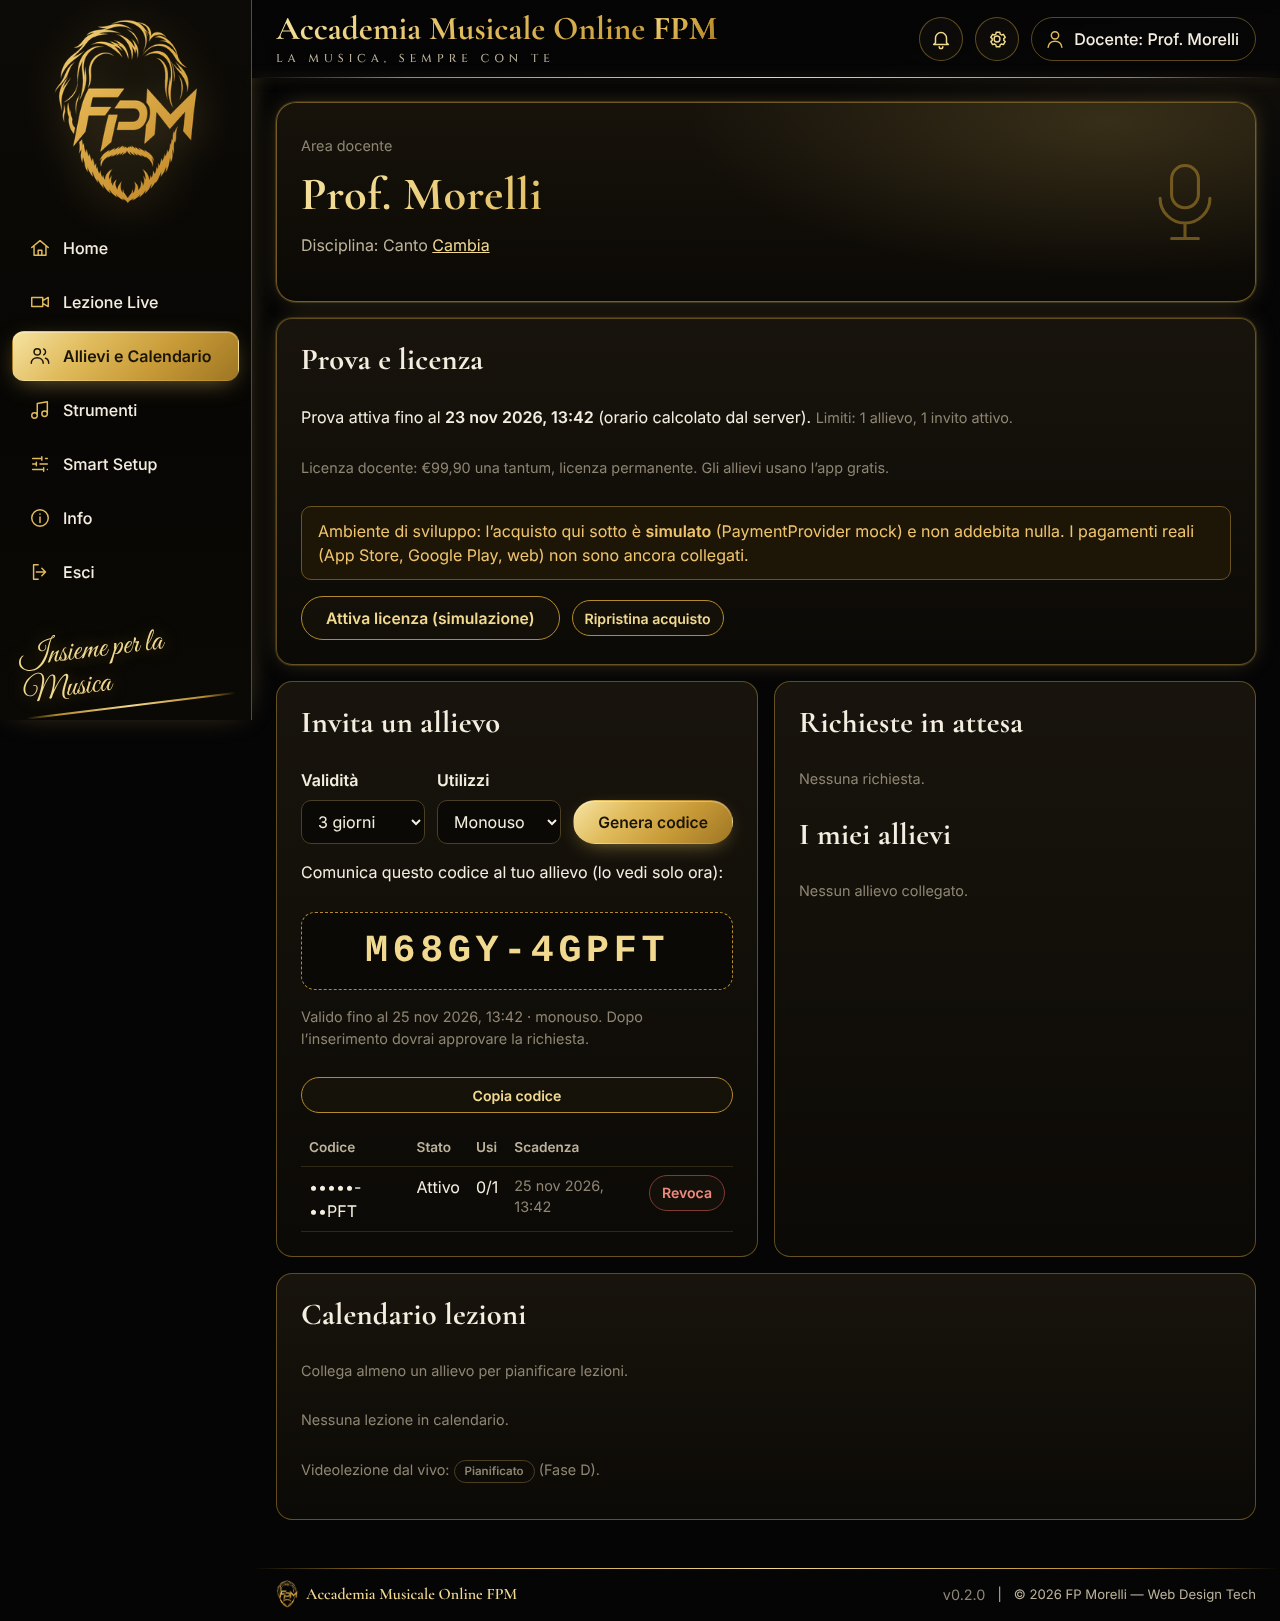 FPM
Home
Lezione Live
Allievi e Calendario
Strumenti
Smart Setup
Info
Esci
Insieme per la
Musica
Accademia Musicale Online FPM
LA MUSICA, SEMPRE CON TE
Docente: Prof. Morelli
Area docente
Prof. Morelli
Disciplina: Canto Cambia
Prova e licenza
Prova attiva fino al 23 nov 2026, 13:42 (orario calcolato dal server). Limiti: 1 allievo, 1 invito attivo.
Licenza docente: €99,90 una tantum, licenza permanente. Gli allievi usano l’app gratis.
Ambiente di sviluppo: l’acquisto qui sotto è simulato (PaymentProvider mock) e non addebita nulla. I pagamenti reali
(App Store, Google Play, web) non sono ancora collegati.
Attiva licenza (simulazione)
Ripristina acquisto
Invita un allievo
Validità Utilizzi
3 giorni Monouso Genera codice
Comunica questo codice al tuo allievo (lo vedi solo ora):
M68GY-4GPFT
Valido fino al 25 nov 2026, 13:42 · monouso. Dopo
l’inserimento dovrai approvare la richiesta.
Copia codice
Codice Stato Usi Scadenza
•••••- Attivo 0/1 25 nov 2026, Revoca
••PFT 13:42
Richieste in attesa
Nessuna richiesta.
I miei allievi
Nessun allievo collegato.
Calendario lezioni
Collega almeno un allievo per pianificare lezioni.
Nessuna lezione in calendario.
Videolezione dal vivo: Pianificato (Fase D).
Accademia Musicale Online FPM
v0.2.0 | © 2026 FP Morelli — Web Design Tech